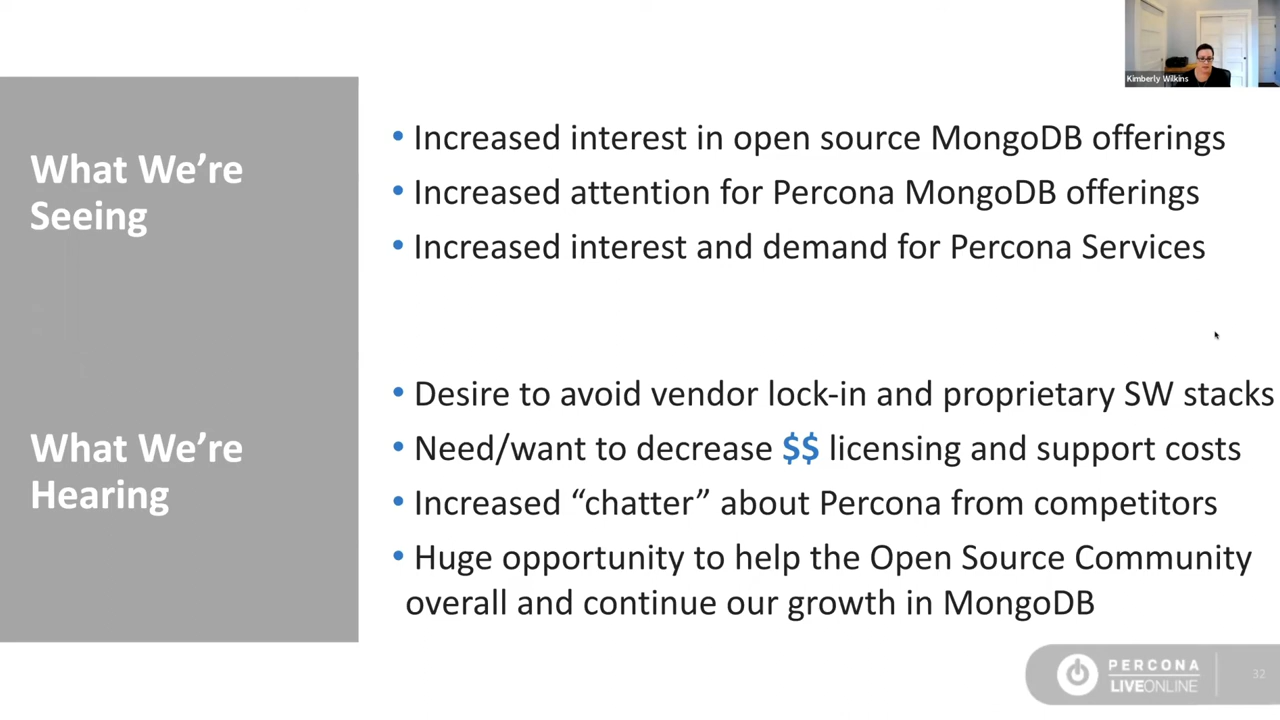 Kimberly Wilkins
What We’re
Seeing
• Increased interest in open source MongoDB offerings
• Increased attention for Percona MongoDB offerings
• Increased interest and demand for Percona Services
What We’re
Hearing
• Desire to avoid vendor lock-in and proprietary SW stacks
• Need/want to decrease $$ licensing and support costs
• Increased “chatter” about Percona from competitors
• Huge opportunity to help the Open Source Community
overall and continue our growth in MongoDB
PERCONA
LIVEONLINE
32